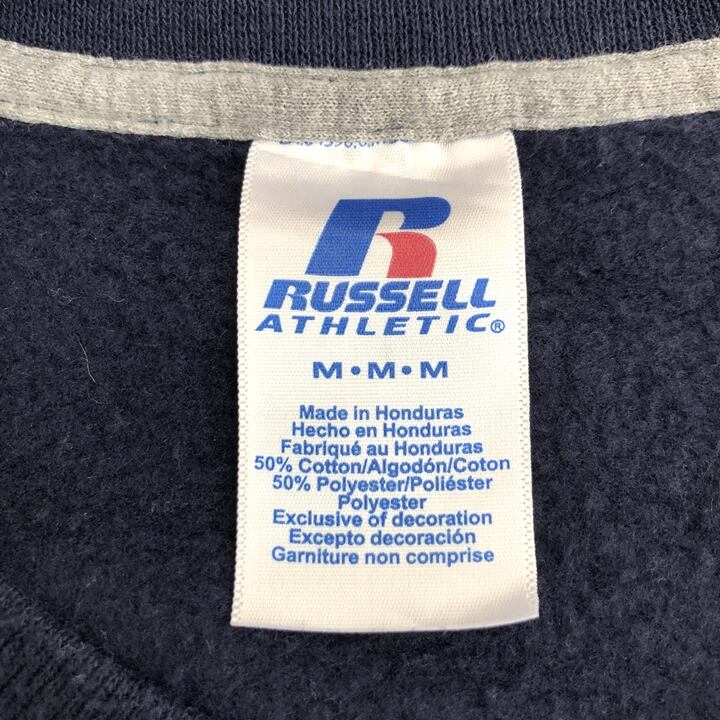 R
RUSSELL
ATHLETIC®
M•M•M
Made in Honduras
Hecho en Honduras
Fabriqué au Honduras
50% Cotton/Algodón/Coton
50% Polyester/Poliéster
Polyester
Exclusive of decoration
Excepto decoración
Garniture non comprise